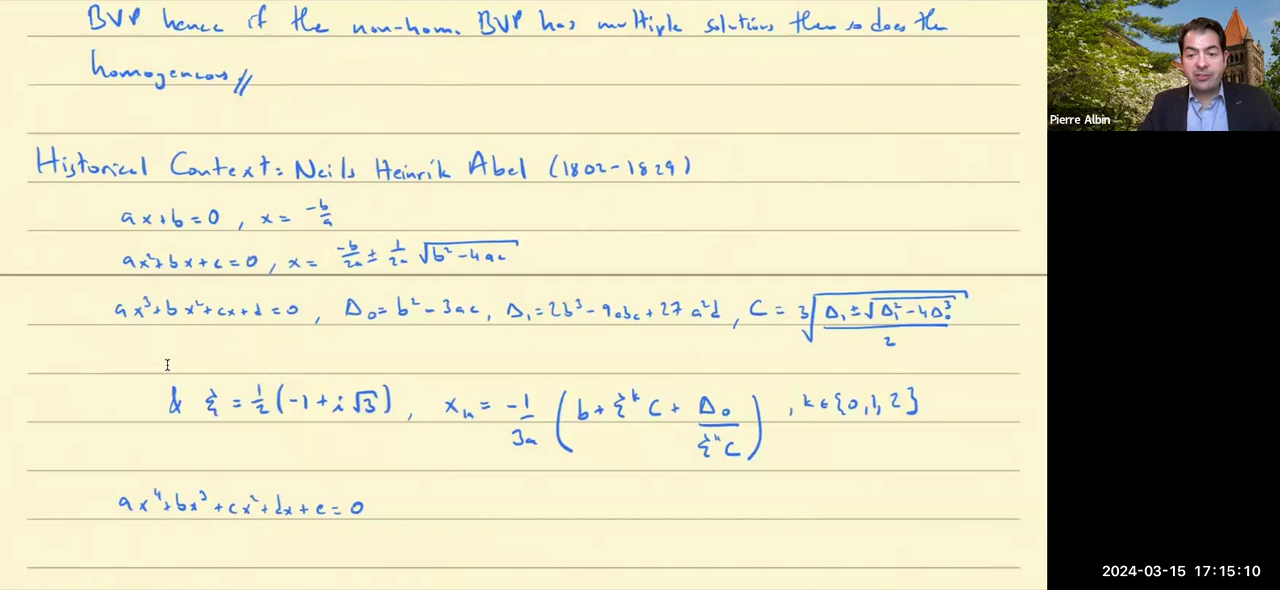 BVP hence if the non-hom. BVP has multiple solutions then so does the
homogeneous //
Historical Context: Neils Heinrik Abel (1802-1829)
ax+b=0, x = -b/a
ax²+bx+c=0, x = -b/2a ± 1/2a √(b²-4ac)
ax³+bx²+cx+d=0, Δ₀=b²-3ac, Δ₁=2b³-9abc+27a²d, C = ∛((Δ₁±√(Δ₁²-4Δ₀³))/2)
& ξ = ½(-1+i√3), xₖ = -1/3a (b+ξᵏC+Δ₀/ξᵏC), k∈{0,1,2}
ax⁴+bx³+cx²+dx+e=0
Pierre Albin
2024-03-15 17:15:10